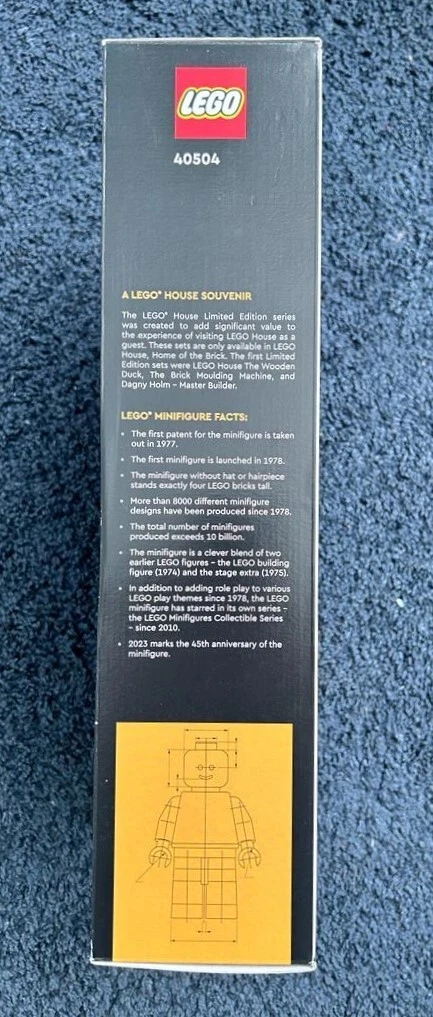 LEGO
40504
A LEGO® HOUSE SOUVENIR
The LEGO® House Limited Edition series
was created to add significant value to
the experience of visiting LEGO House as a
guest. These sets are only available in LEGO
House, Home of the Brick. The first Limited
Edition sets were LEGO House The Wooden
Duck, The Brick Moulding Machine, and
Dagny Holm – Master Builder.
LEGO® MINIFIGURE FACTS:
• The first patent for the minifigure is taken
out in 1977.
• The first minifigure is launched in 1978.
• The minifigure without hat or hairpiece
stands exactly four LEGO bricks tall.
• More than 8000 different minifigure
designs have been produced since 1978.
• The total number of minifigures
produced exceeds 10 billion.
• The minifigure is a clever blend of two
earlier LEGO figures – the LEGO building
figure (1974) and the stage extra (1975).
• In addition to adding role play to various
LEGO play themes since 1978, the LEGO
minifigure has starred in its own series –
the LEGO Minifigures Collectible Series
– since 2010.
• 2023 marks the 45th anniversary of the
minifigure.